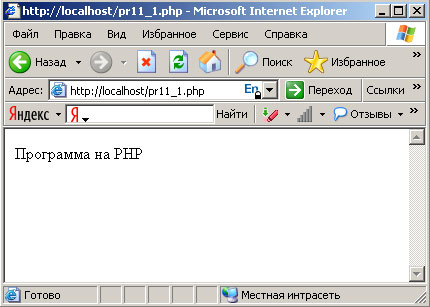 http://localhost/pr11_1.php - Microsoft Internet Explorer
Файл Правка Вид Избранное Сервис Справка
Назад Поиск Избранное »
Адрес: http://localhost/pr11_1.php En Переход Ссылки »
Яндекс Я Найти Отзывы »
Программа на PHP
Готово Местная интрасеть